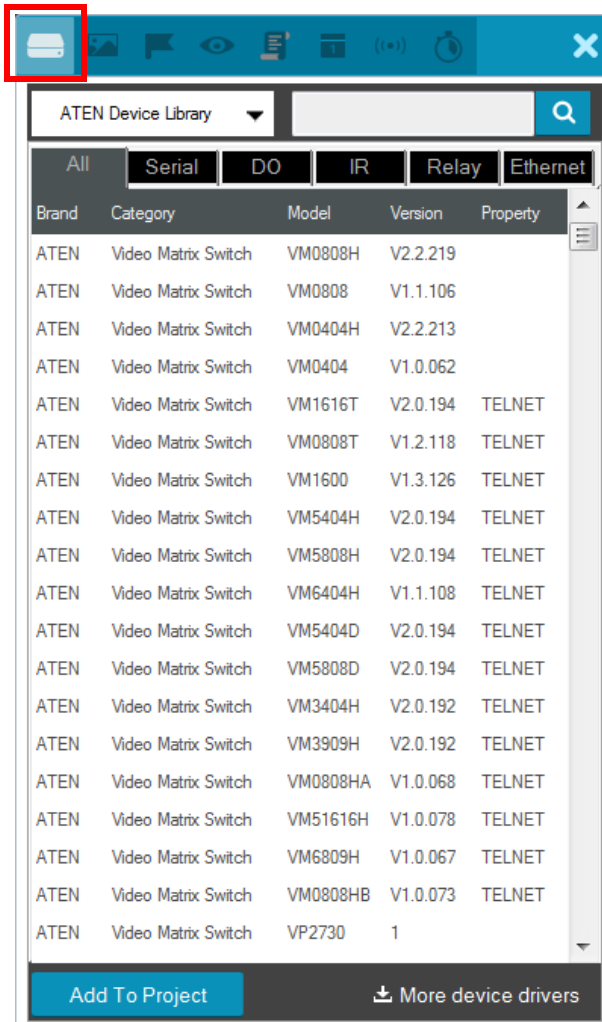 1
ATEN Device Library
All Serial DO IR Relay Ethernet
Brand Category Model Version Property
ATEN Video Matrix Switch VM0808H V2.2.219
ATEN Video Matrix Switch VM0808 V1.1.106
ATEN Video Matrix Switch VM0404H V2.2.213
ATEN Video Matrix Switch VM0404 V1.0.062
ATEN Video Matrix Switch VM1616T V2.0.194 TELNET
ATEN Video Matrix Switch VM0808T V1.2.118 TELNET
ATEN Video Matrix Switch VM1600 V1.3.126 TELNET
ATEN Video Matrix Switch VM5404H V2.0.194 TELNET
ATEN Video Matrix Switch VM5808H V2.0.194 TELNET
ATEN Video Matrix Switch VM6404H V1.1.108 TELNET
ATEN Video Matrix Switch VM5404D V2.0.194 TELNET
ATEN Video Matrix Switch VM5808D V2.0.194 TELNET
ATEN Video Matrix Switch VM3404H V2.0.192 TELNET
ATEN Video Matrix Switch VM3909H V2.0.192 TELNET
ATEN Video Matrix Switch VM0808HA V1.0.068 TELNET
ATEN Video Matrix Switch VM51616H V1.0.078 TELNET
ATEN Video Matrix Switch VM6809H V1.0.067 TELNET
ATEN Video Matrix Switch VM0808HB V1.0.073 TELNET
ATEN Video Matrix Switch VP2730 1
Add To Project More device drivers